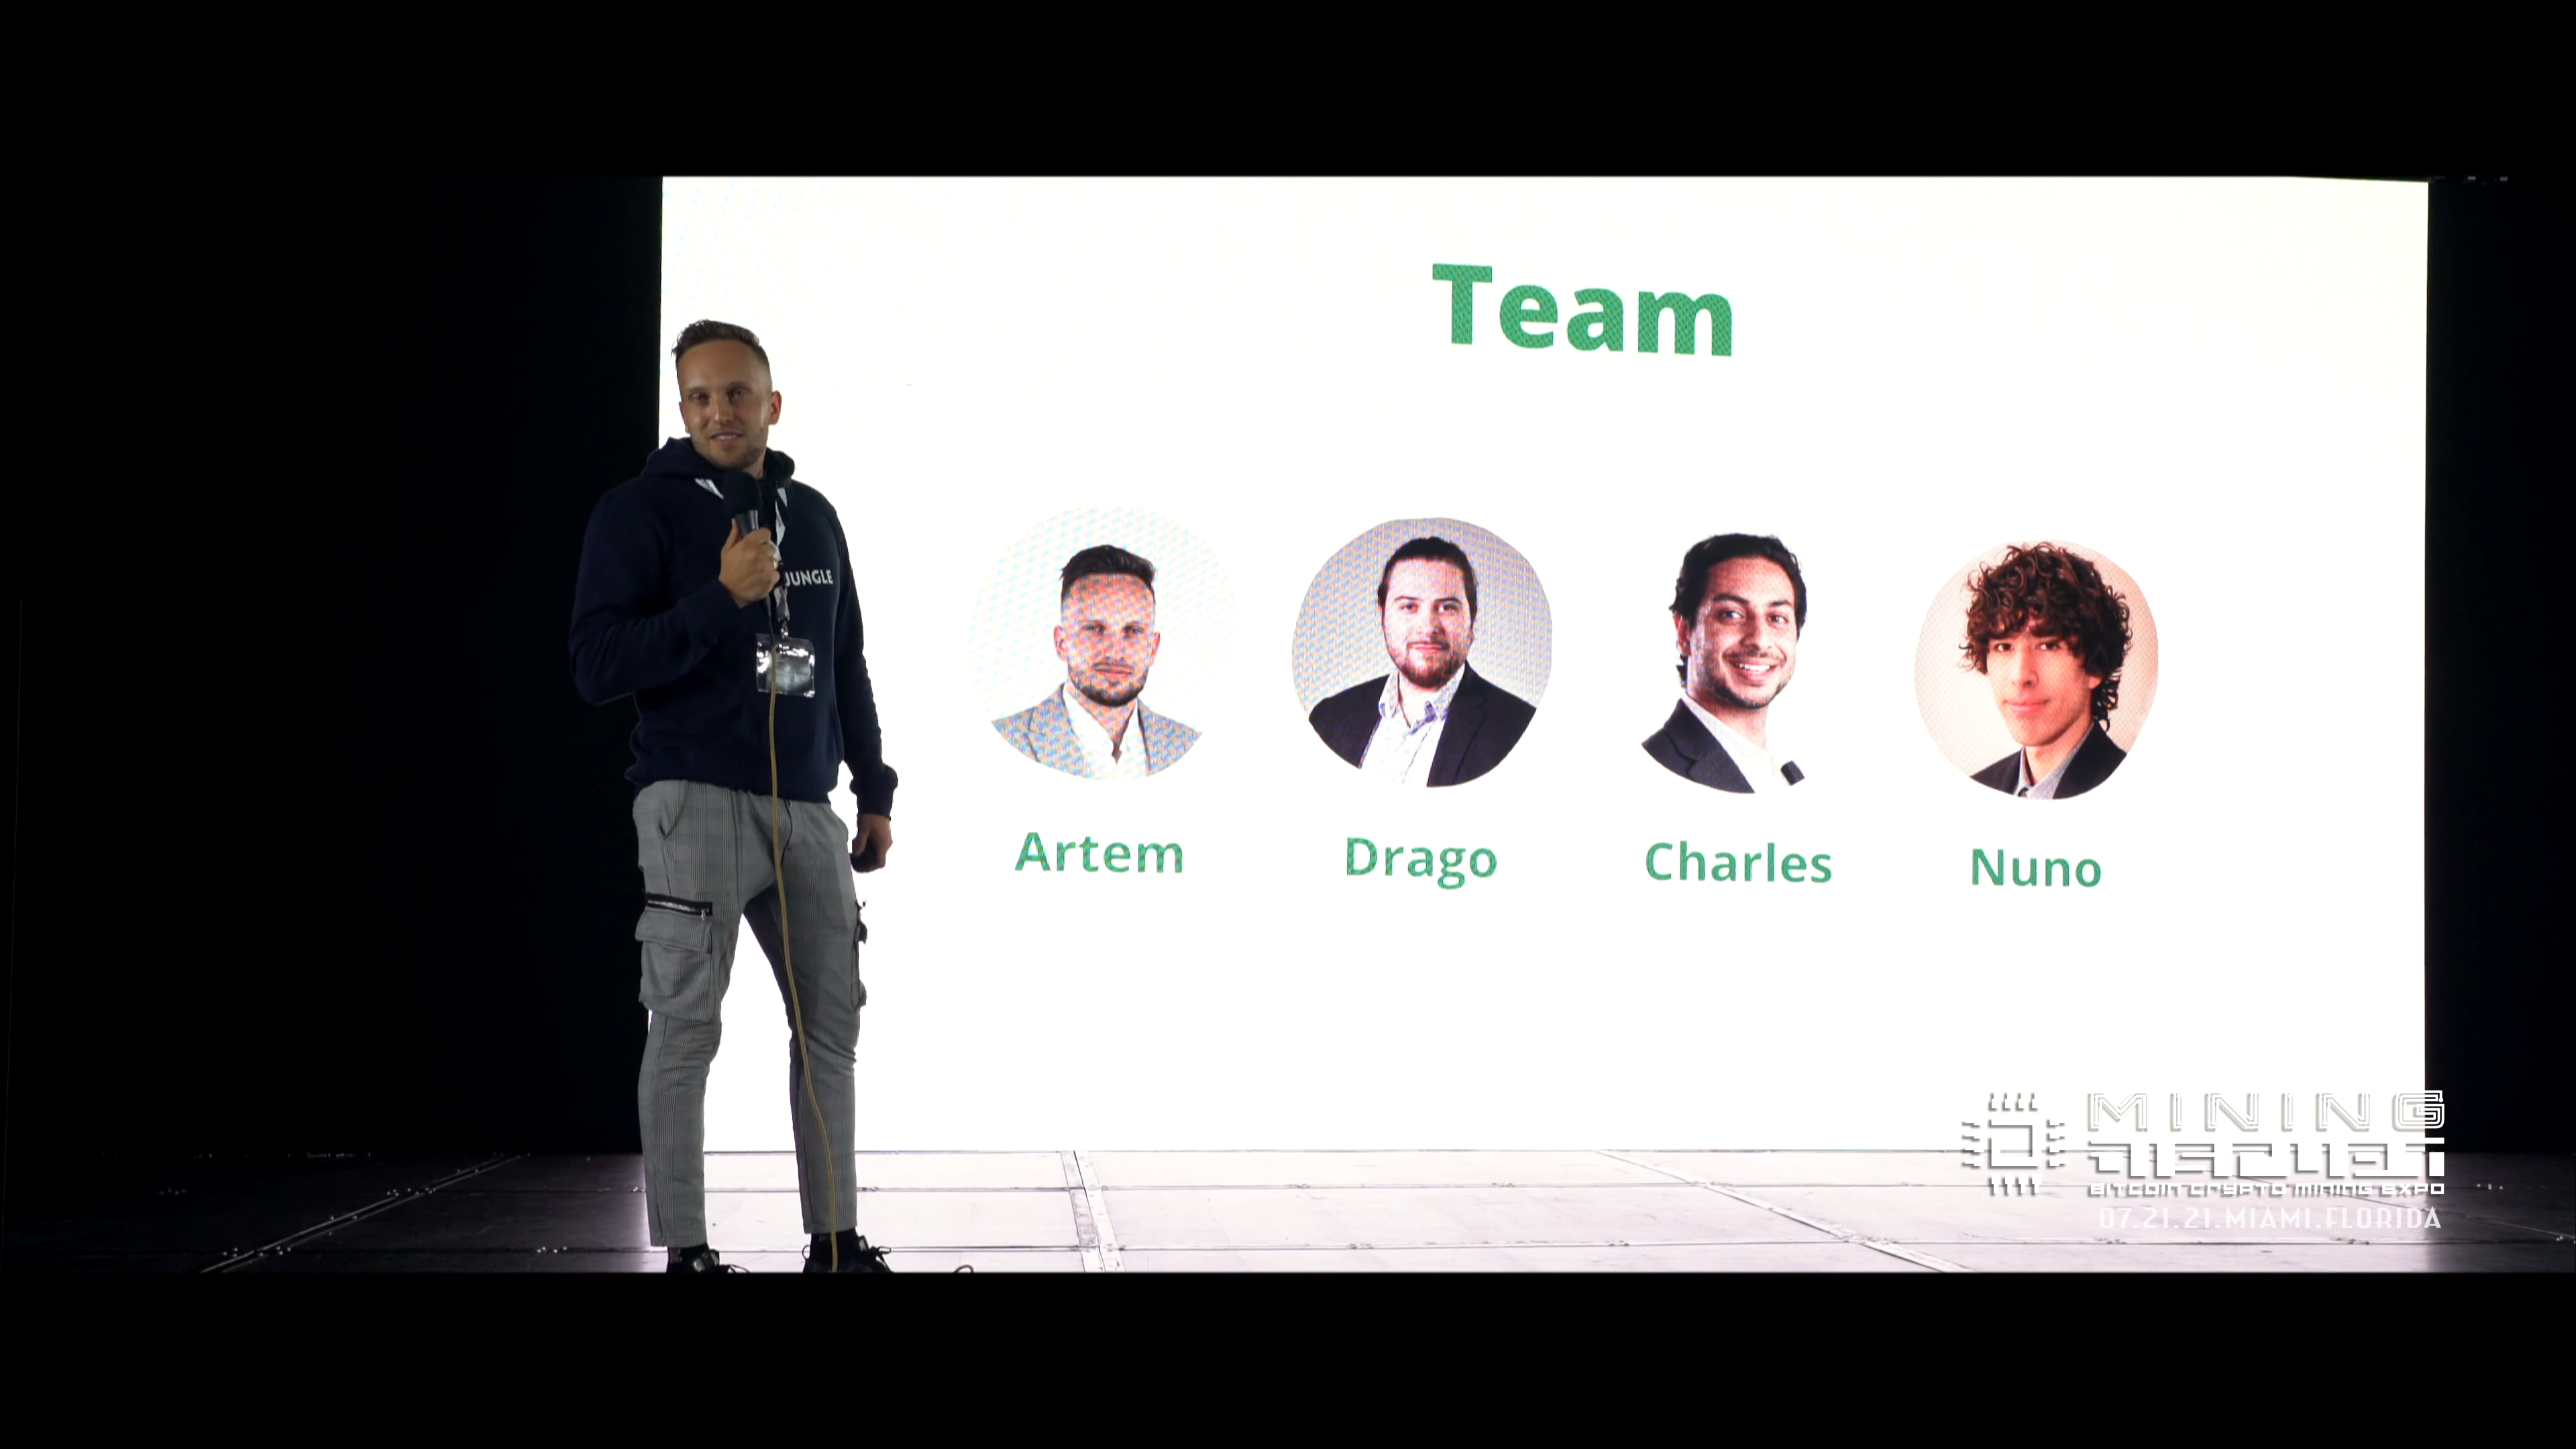 Team
JUNGLE
Artem
Drago
Charles
Nuno
MINING
BITCOIN CRYPTO MINING EXPO
07.21.21.MIAMI.FLORIDA